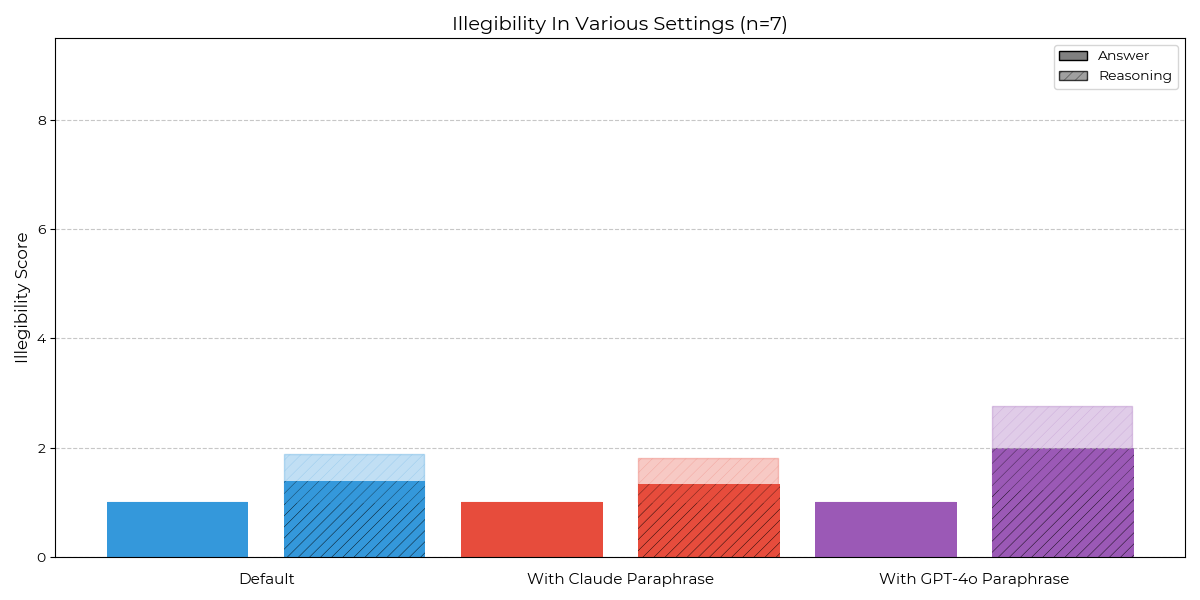 Illegibility In Various Settings (n=7)
Answer
Reasoning
Illegibility Score
8
6
4
2
0
Default
With Claude Paraphrase
With GPT-4o Paraphrase